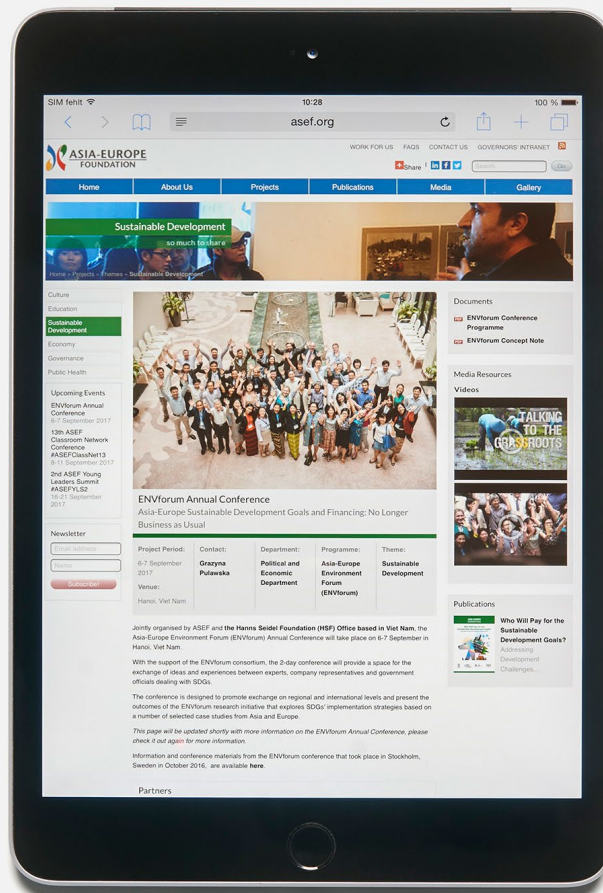 SIM fehlt
10:28
100 %
asef.org
WORK FOR US FAQS CONTACT US GOVERNORS' INTRANET
ASIA-EUROPE
FOUNDATION
Share
Search
Go
Home About Us Projects Publications Media Gallery
Sustainable Development
so much to share
Home > Projects > Themes > Sustainable Development
Culture
Education
Sustainable
Development
Economy
Governance
Public Health
Upcoming Events
ENVforum Annual
Conference
6-7 September 2017
13th ASEF
Classroom Network
Conference
#ASEFClassNet13
8-11 September 2017
2nd ASEF Young
Leaders Summit
#ASEFYLS2
16-21 September
2017
Newsletter
Email address
Name
Subscribe!
ENVforum Annual Conference
Asia-Europe Sustainable Development Goals and Financing: No Longer
Business as Usual
Project Period:
6-7 September
2017
Venue:
Hanoi, Viet Nam
Contact:
Grazyna
Pulawska
Department:
Political and
Economic
Department
Programme:
Asia-Europe
Environment
Forum
(ENVforum)
Theme:
Sustainable
Development
Jointly organised by ASEF and the Hanns Seidel Foundation (HSF) Office based in Viet Nam, the
Asia-Europe Environment Forum (ENVforum) Annual Conference will take place on 6-7 September in
Hanoi, Viet Nam.
With the support of the ENVforum consortium, the 2-day conference will provide a space for the
exchange of ideas and experiences between experts, company representatives and government
officials dealing with SDGs.
The conference is designed to promote exchange on regional and international levels and present the
outcomes of the ENVforum research initiative that explores SDGs' implementation strategies based on
a number of selected case studies from Asia and Europe.
This page will be updated shortly with more information on the ENVforum Annual Conference, please
check it out again for more information.
Information and conference materials from the ENVforum conference that took place in Stockholm,
Sweden in October 2016, are available here.
Partners
Documents
PDF ENVforum Conference
Programme
PDF ENVforum Concept Note
Media Resources
Videos
TALKING
TO THE
GRASSROOTS
Publications
Who Will Pay for the
Sustainable
Development Goals?
Addressing
Development
Challenges...